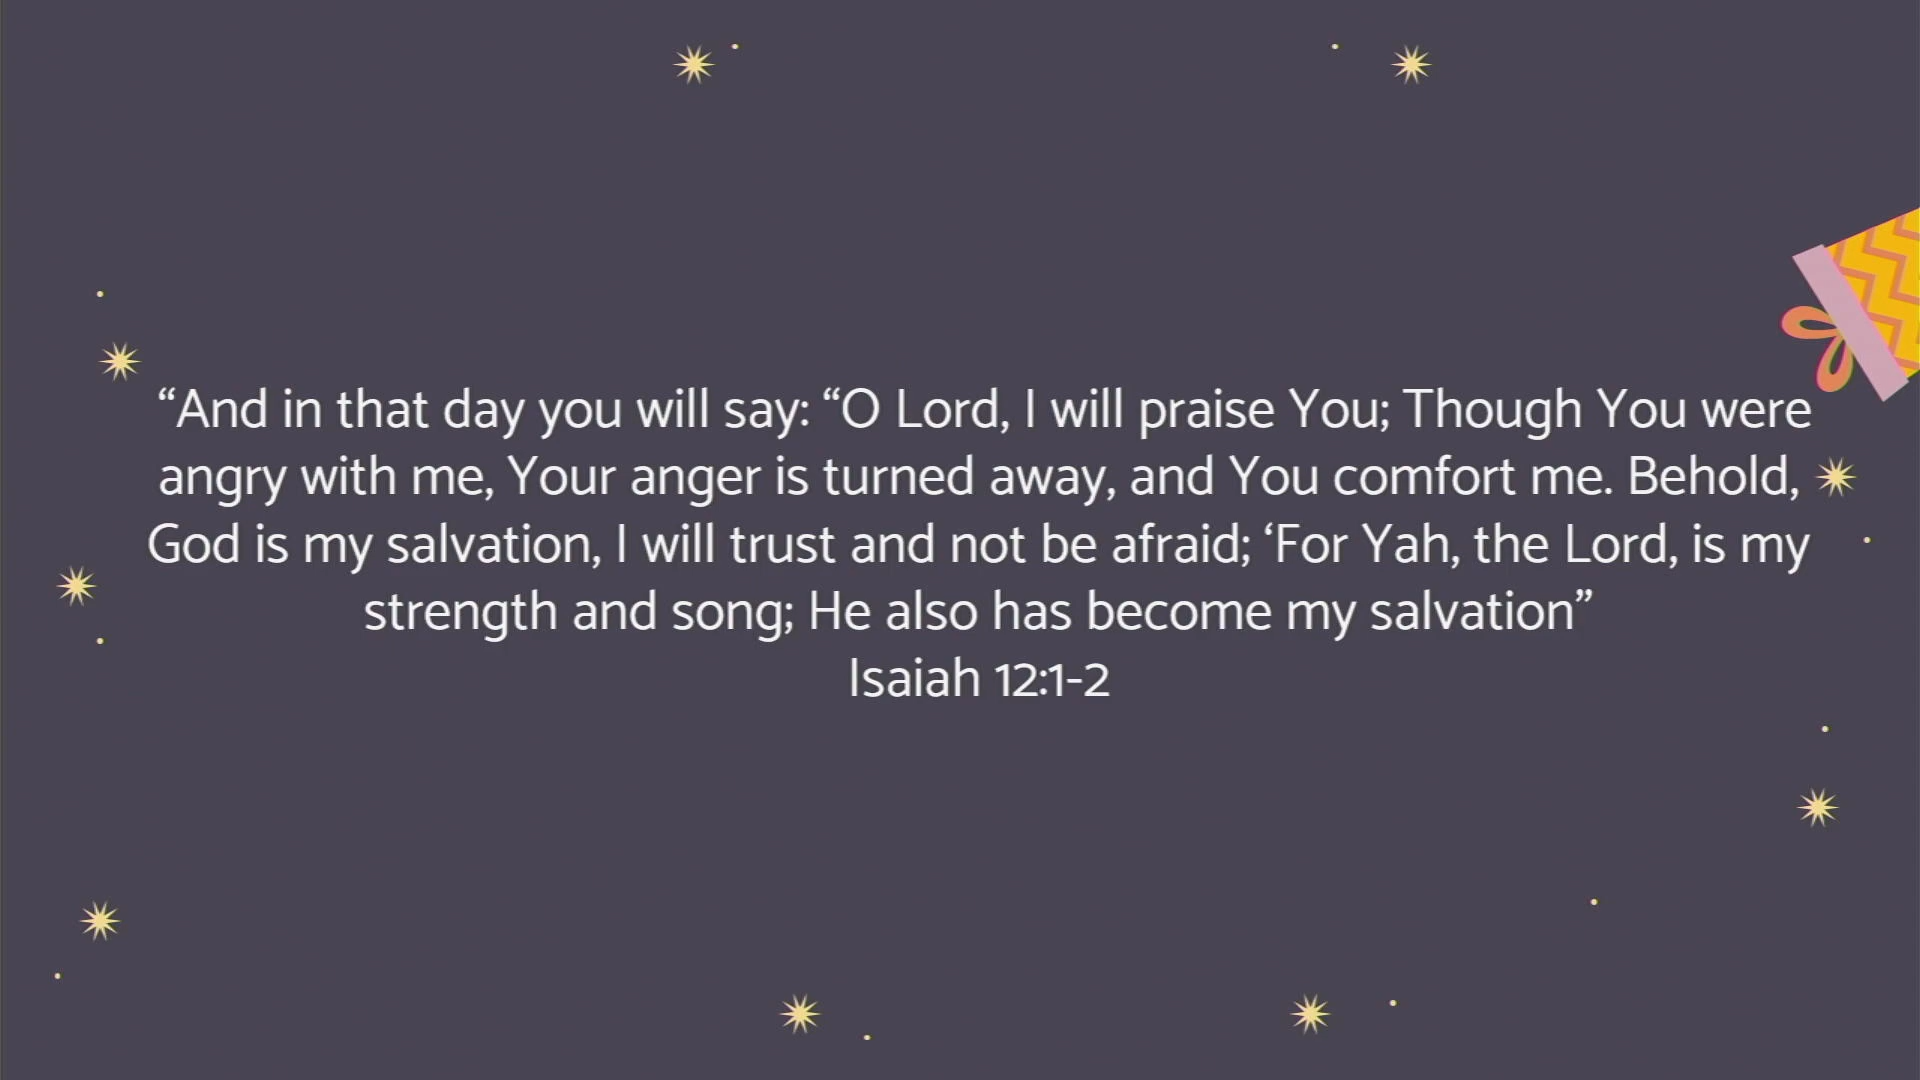 “And in that day you will say: “O Lord, I will praise You; Though You were
angry with me, Your anger is turned away, and You comfort me. Behold,
God is my salvation, I will trust and not be afraid; ‘For Yah, the Lord, is my
strength and song; He also has become my salvation”
Isaiah 12:1-2